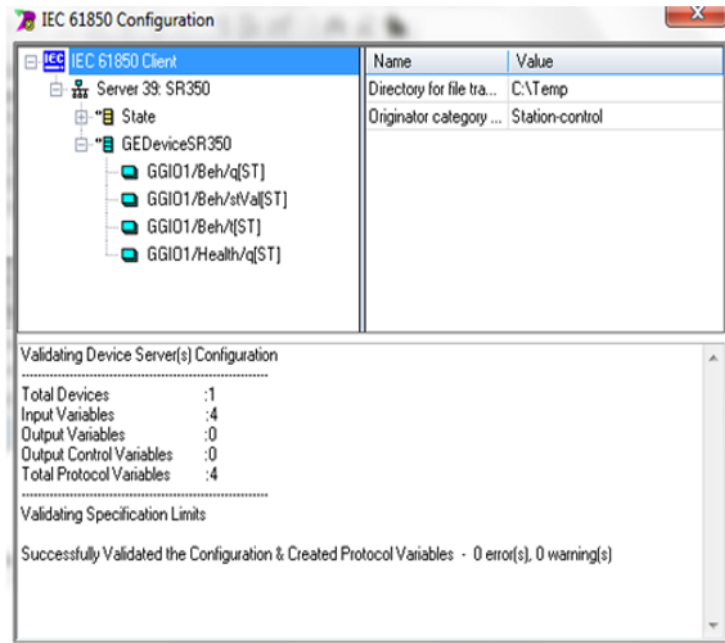 IEC 61850 Configuration
IEC IEC 61850 Client
Server 39: SR350
State
GEDeviceSR350
GGIO1/Beh/q[ST]
GGIO1/Beh/stVal[ST]
GGIO1/Beh/t[ST]
GGIO1/Health/q[ST]
Name Value
Directory for file tra... C:\Temp
Originator category ... Station-control
Validating Device Server(s) Configuration
Total Devices :1
Input Variables :4
Output Variables :0
Output Control Variables :0
Total Protocol Variables :4
Validating Specification Limits
Successfully Validated the Configuration & Created Protocol Variables - 0 error(s), 0 warning(s)